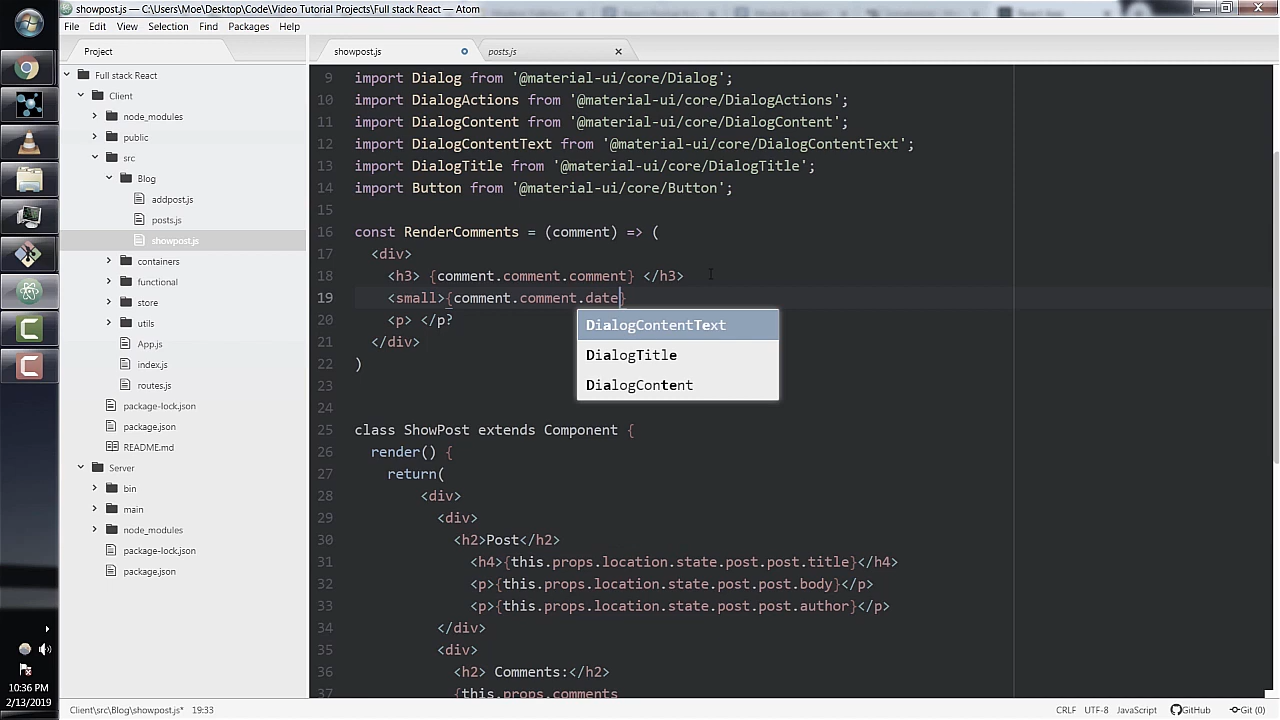 showpost.js — C:\Users\Moe\Desktop\Code\Video Tutorial Projects\Full stack React — Atom
File Edit View Selection Find Packages Help
Project
showpost.js
posts.js
Full stack React
Client
node_modules
public
src
Blog
addpost.js
posts.js
showpost.js
containers
functional
store
utils
App.js
index.js
routes.js
package-lock.json
package.json
README.md
Server
bin
main
node_modules
package-lock.json
package.json
9 import Dialog from '@material-ui/core/Dialog';
10 import DialogActions from '@material-ui/core/DialogActions';
11 import DialogContent from '@material-ui/core/DialogContent';
12 import DialogContentText from '@material-ui/core/DialogContentText';
13 import DialogTitle from '@material-ui/core/DialogTitle';
14 import Button from '@material-ui/core/Button';
15
16 const RenderComments = (comment) => (
17 <div>
18 <h3> {comment.comment.comment} </h3>
19 <small>{comment.comment.date}
20 <p> </p?
21 </div>
22 )
23
24
25 class ShowPost extends Component {
26 render() {
27 return(
28 <div>
29 <div>
30 <h2>Post</h2>
31 <h4>{this.props.location.state.post.post.title}</h4>
32 <p>{this.props.location.state.post.post.body}</p>
33 <p>{this.props.location.state.post.post.author}</p>
34 </div>
35 <div>
36 <h2> Comments:</h2>
37 {this.props.comments
DialogContentText
DialogTitle
DialogContent
10:36 PM
2/13/2019
Client\src\Blog\showpost.js* 19:33
CRLF UTF-8 JavaScript GitHub Git (0)